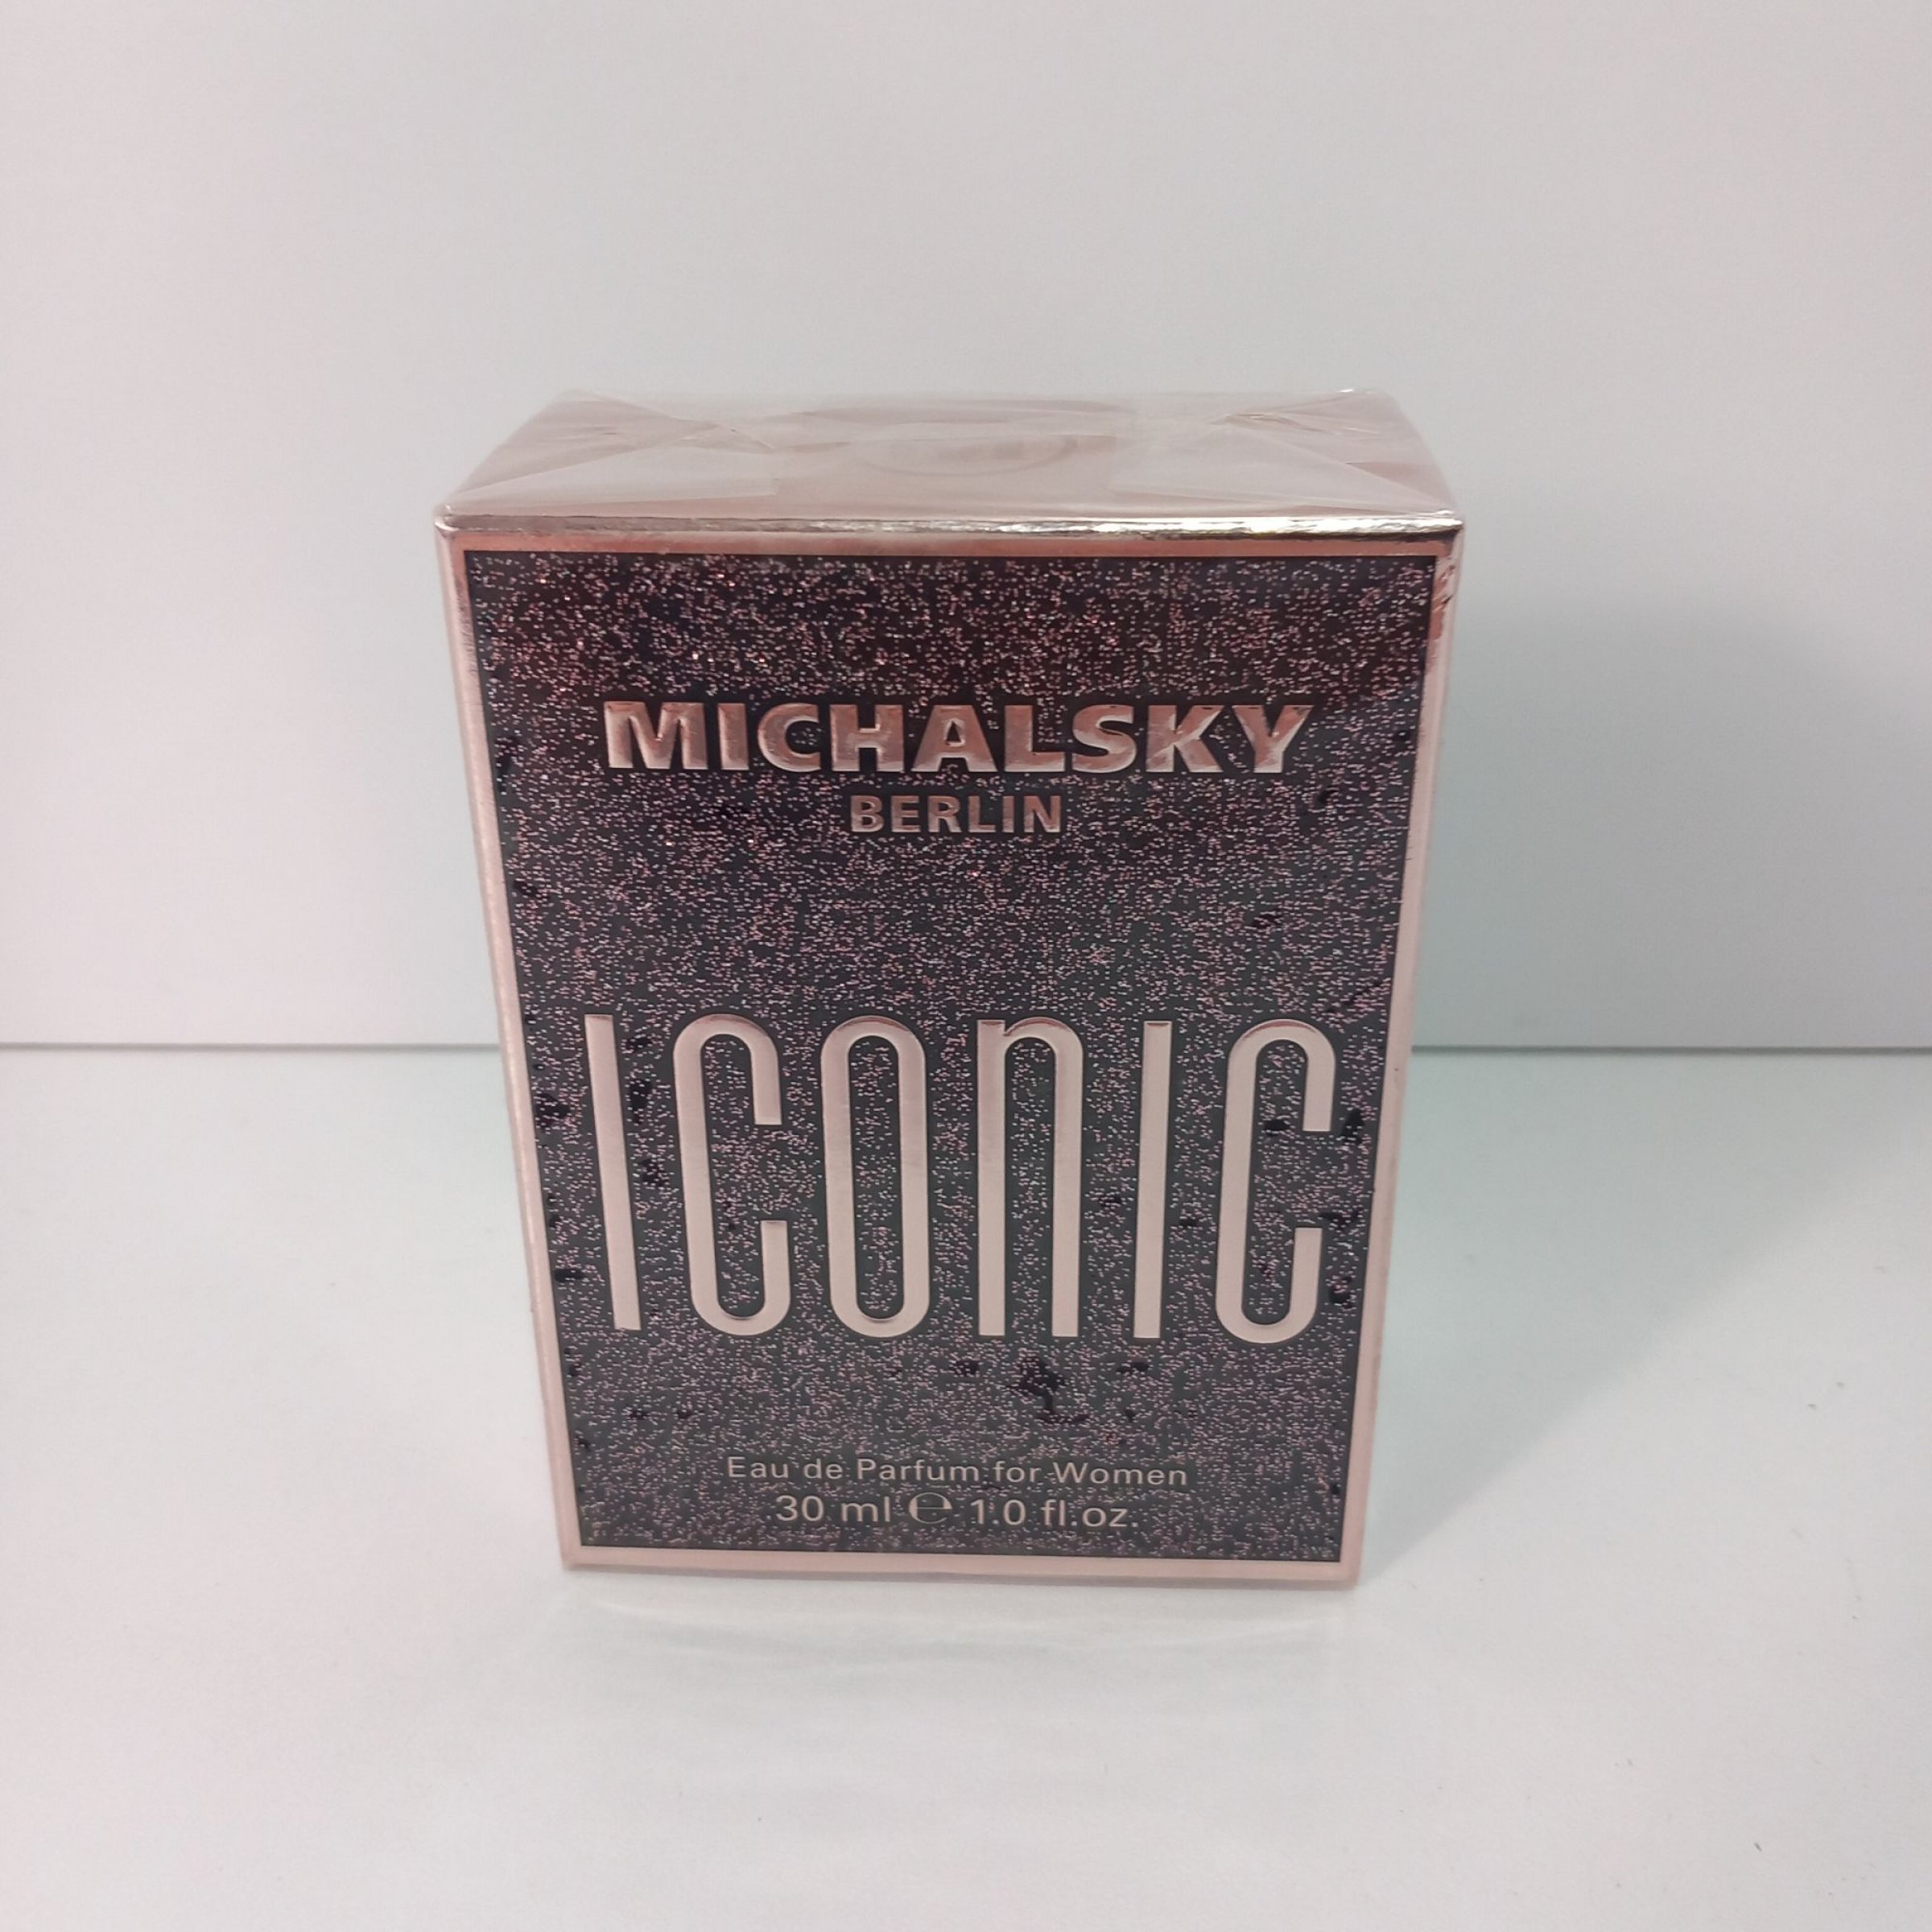 MICHALSKY
BERLIN
ICONIC
Eau de Parfum for Women
30 ml ℮ 1.0 fl.oz.